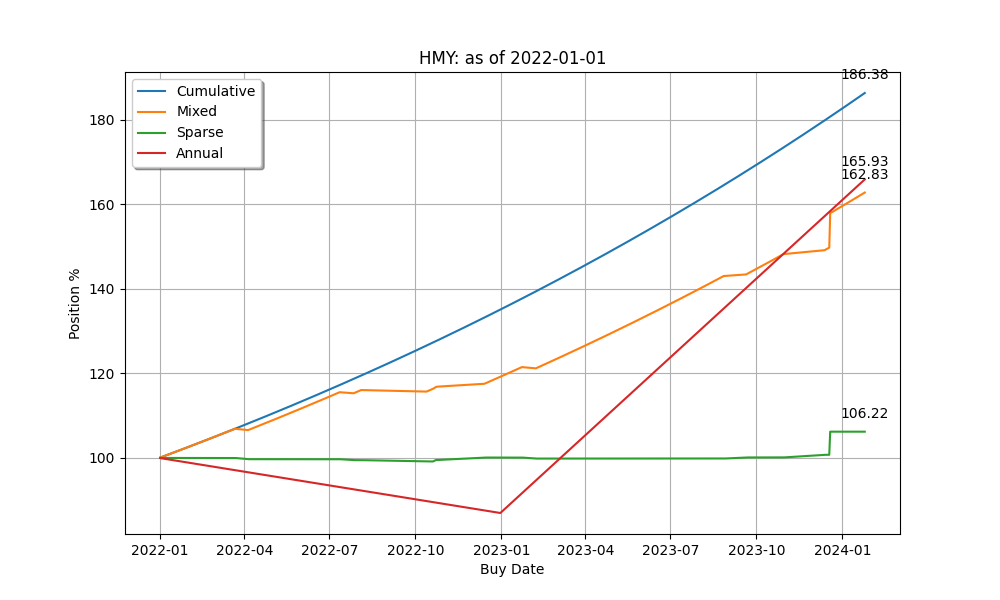 HMY: as of 2022-01-01
186.38
Cumulative
Mixed
Sparse
Annual
165.93
162.83
106.22
180
160
140
120
100
Position %
2022-01
2022-04
2022-07
2022-10
2023-01
2023-04
2023-07
2023-10
2024-01
Buy Date